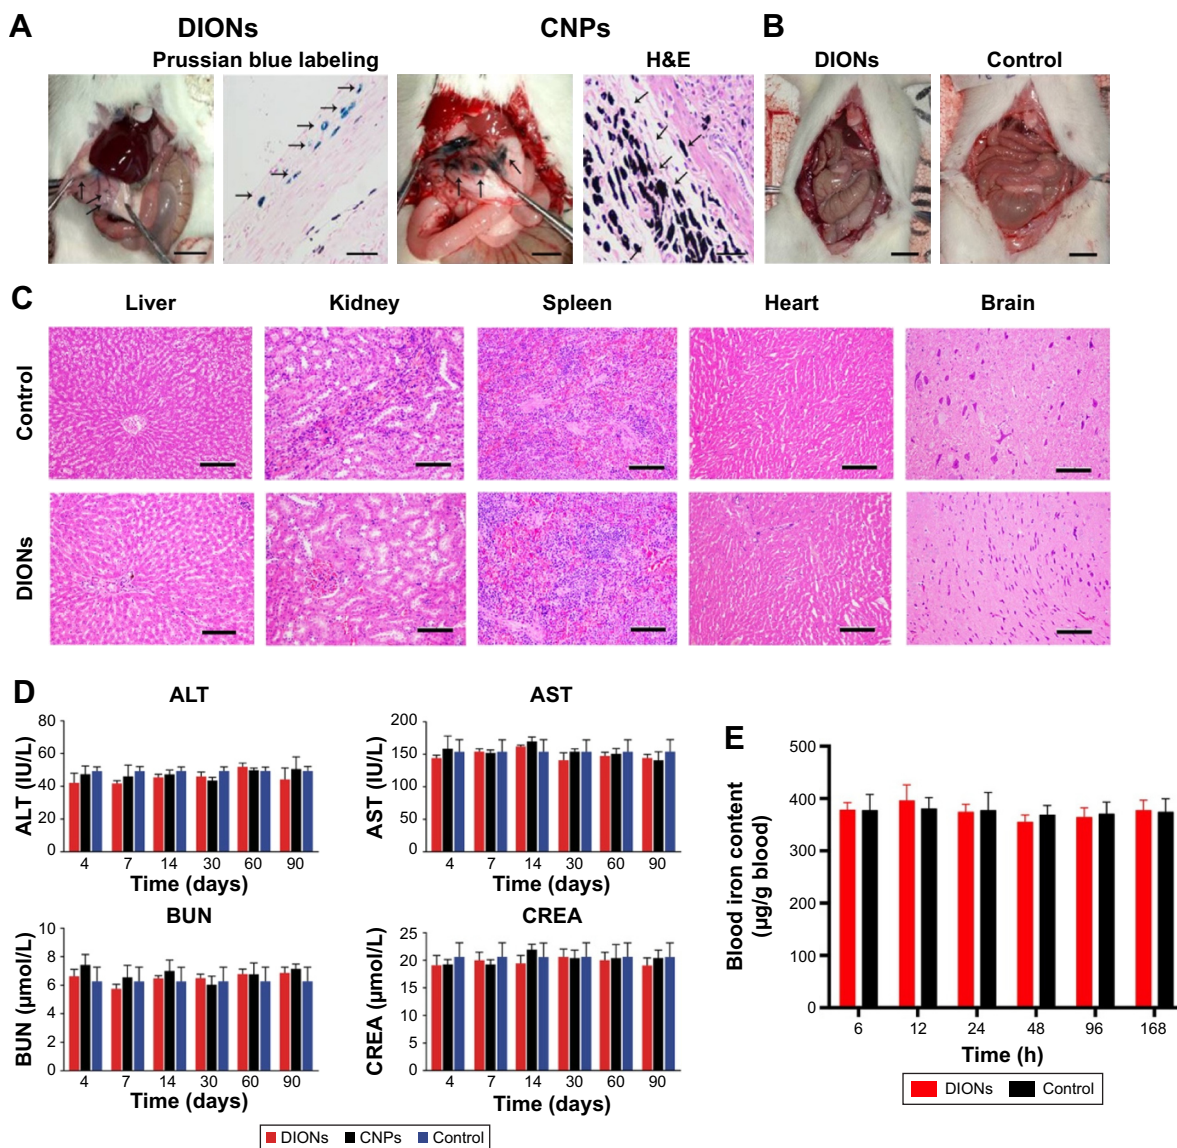 A
DIONs
CNPs
B
Prussian blue labeling
H&E
DIONs
Control
C
Liver
Kidney
Spleen
Heart
Brain
Control
DIONs
D
ALT
ALT (IU/L)
80
60
40
20
0
4 7 14 30 60 90
Time (days)
AST
AST (IU/L)
200
150
100
50
0
4 7 14 30 60 90
Time (days)
BUN
BUN (µmol/L)
10
8
6
4
2
0
4 7 14 30 60 90
Time (days)
CREA
CREA (µmol/L)
25
20
15
10
5
0
4 7 14 30 60 90
Time (days)
DIONs CNPs Control
E
Blood iron content
(µg/g blood)
500
400
300
200
100
0
6 12 24 48 96 168
Time (h)
DIONs Control